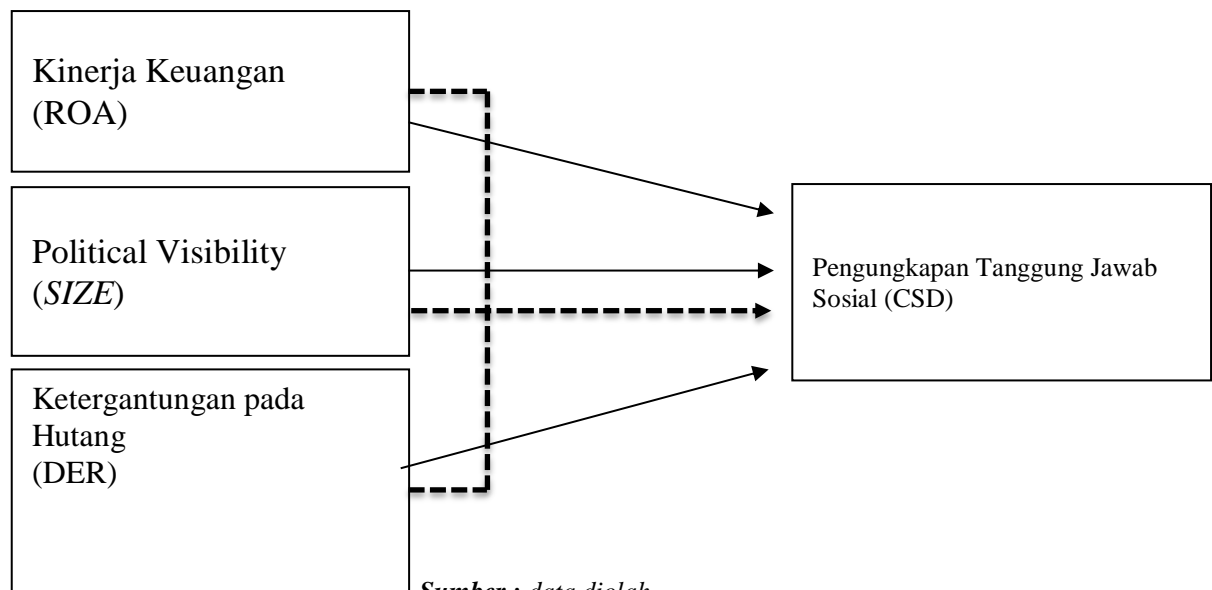 Kinerja Keuangan
(ROA)
Political Visibility
(SIZE)
Pengungkapan Tanggung Jawab
Sosial (CSD)
Ketergantungan pada
Hutang
(DER)
Sumber : data diolah